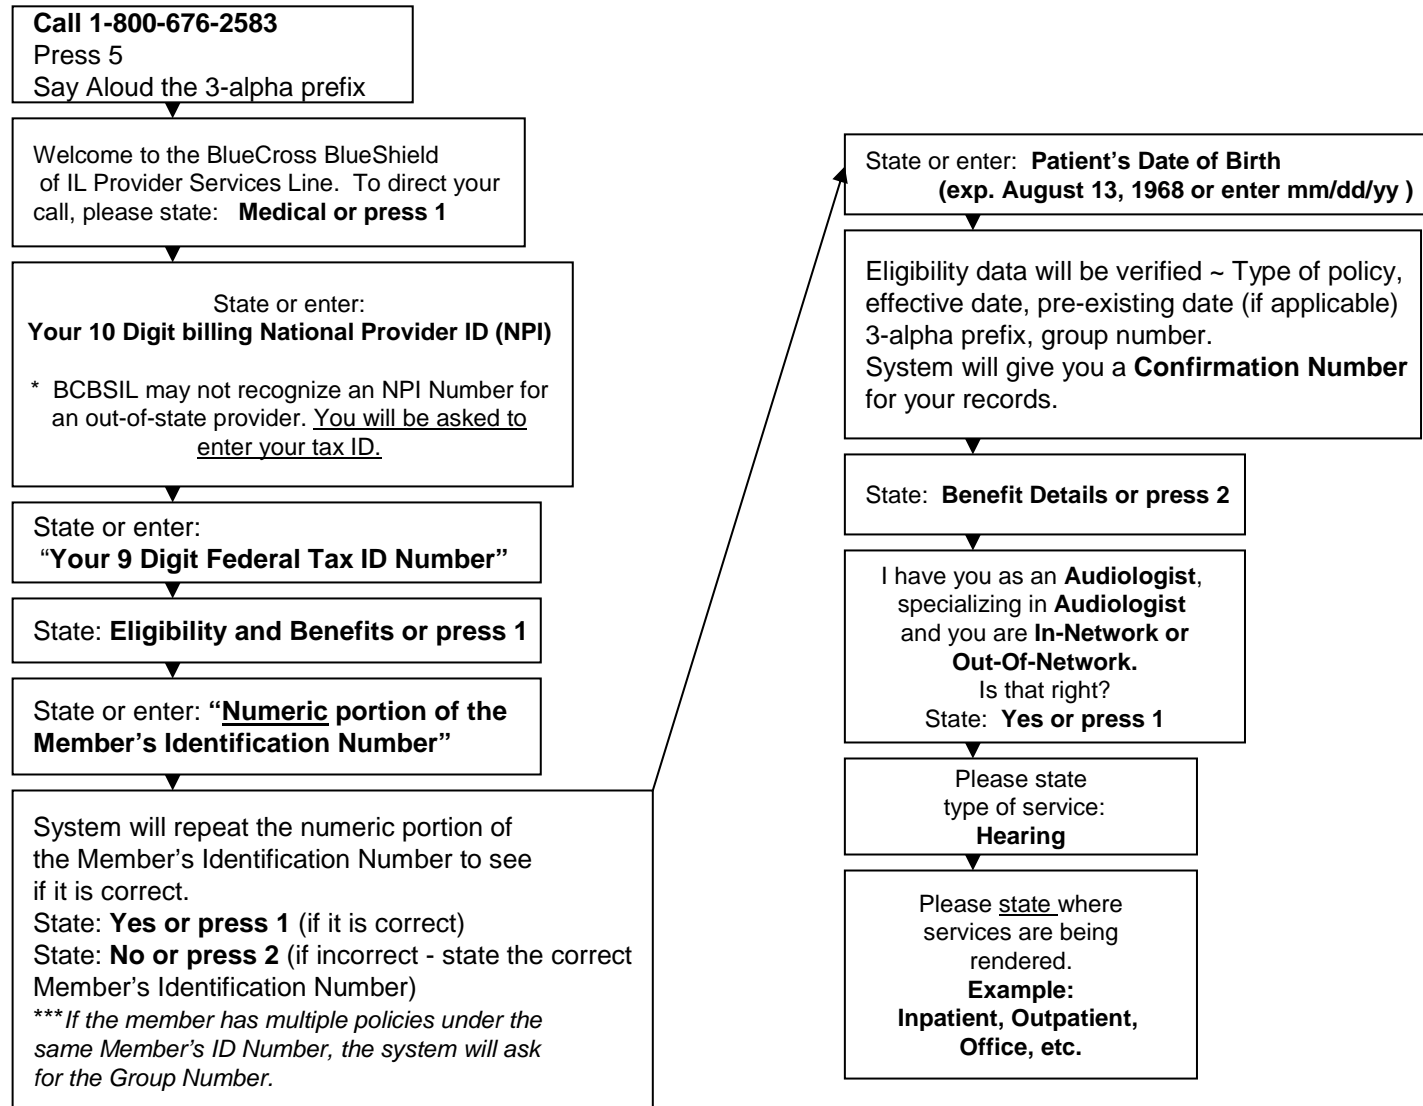 Call 1-800-676-2583
Press 5
Say Aloud the 3-alpha prefix
Welcome to the BlueCross BlueShield
of IL Provider Services Line. To direct your
call, please state: Medical or press 1
State or enter:
Your 10 Digit billing National Provider ID (NPI)
* BCBSIL may not recognize an NPI Number for
an out-of-state provider. You will be asked to
enter your tax ID.
State or enter:
“Your 9 Digit Federal Tax ID Number”
State: Eligibility and Benefits or press 1
State or enter: “Numeric portion of the
Member’s Identification Number”
System will repeat the numeric portion of
the Member’s Identification Number to see
if it is correct.
State: Yes or press 1 (if it is correct)
State: No or press 2 (if incorrect - state the correct
Member’s Identification Number)
***If the member has multiple policies under the
same Member’s ID Number, the system will ask
for the Group Number.
State or enter: Patient’s Date of Birth
(exp. August 13, 1968 or enter mm/dd/yy )
Eligibility data will be verified ~ Type of policy,
effective date, pre-existing date (if applicable)
3-alpha prefix, group number.
System will give you a Confirmation Number
for your records.
State: Benefit Details or press 2
I have you as an Audiologist,
specializing in Audiologist
and you are In-Network or
Out-Of-Network.
Is that right?
State: Yes or press 1
Please state
type of service:
Hearing
Please state where
services are being
rendered.
Example:
Inpatient, Outpatient,
Office, etc.